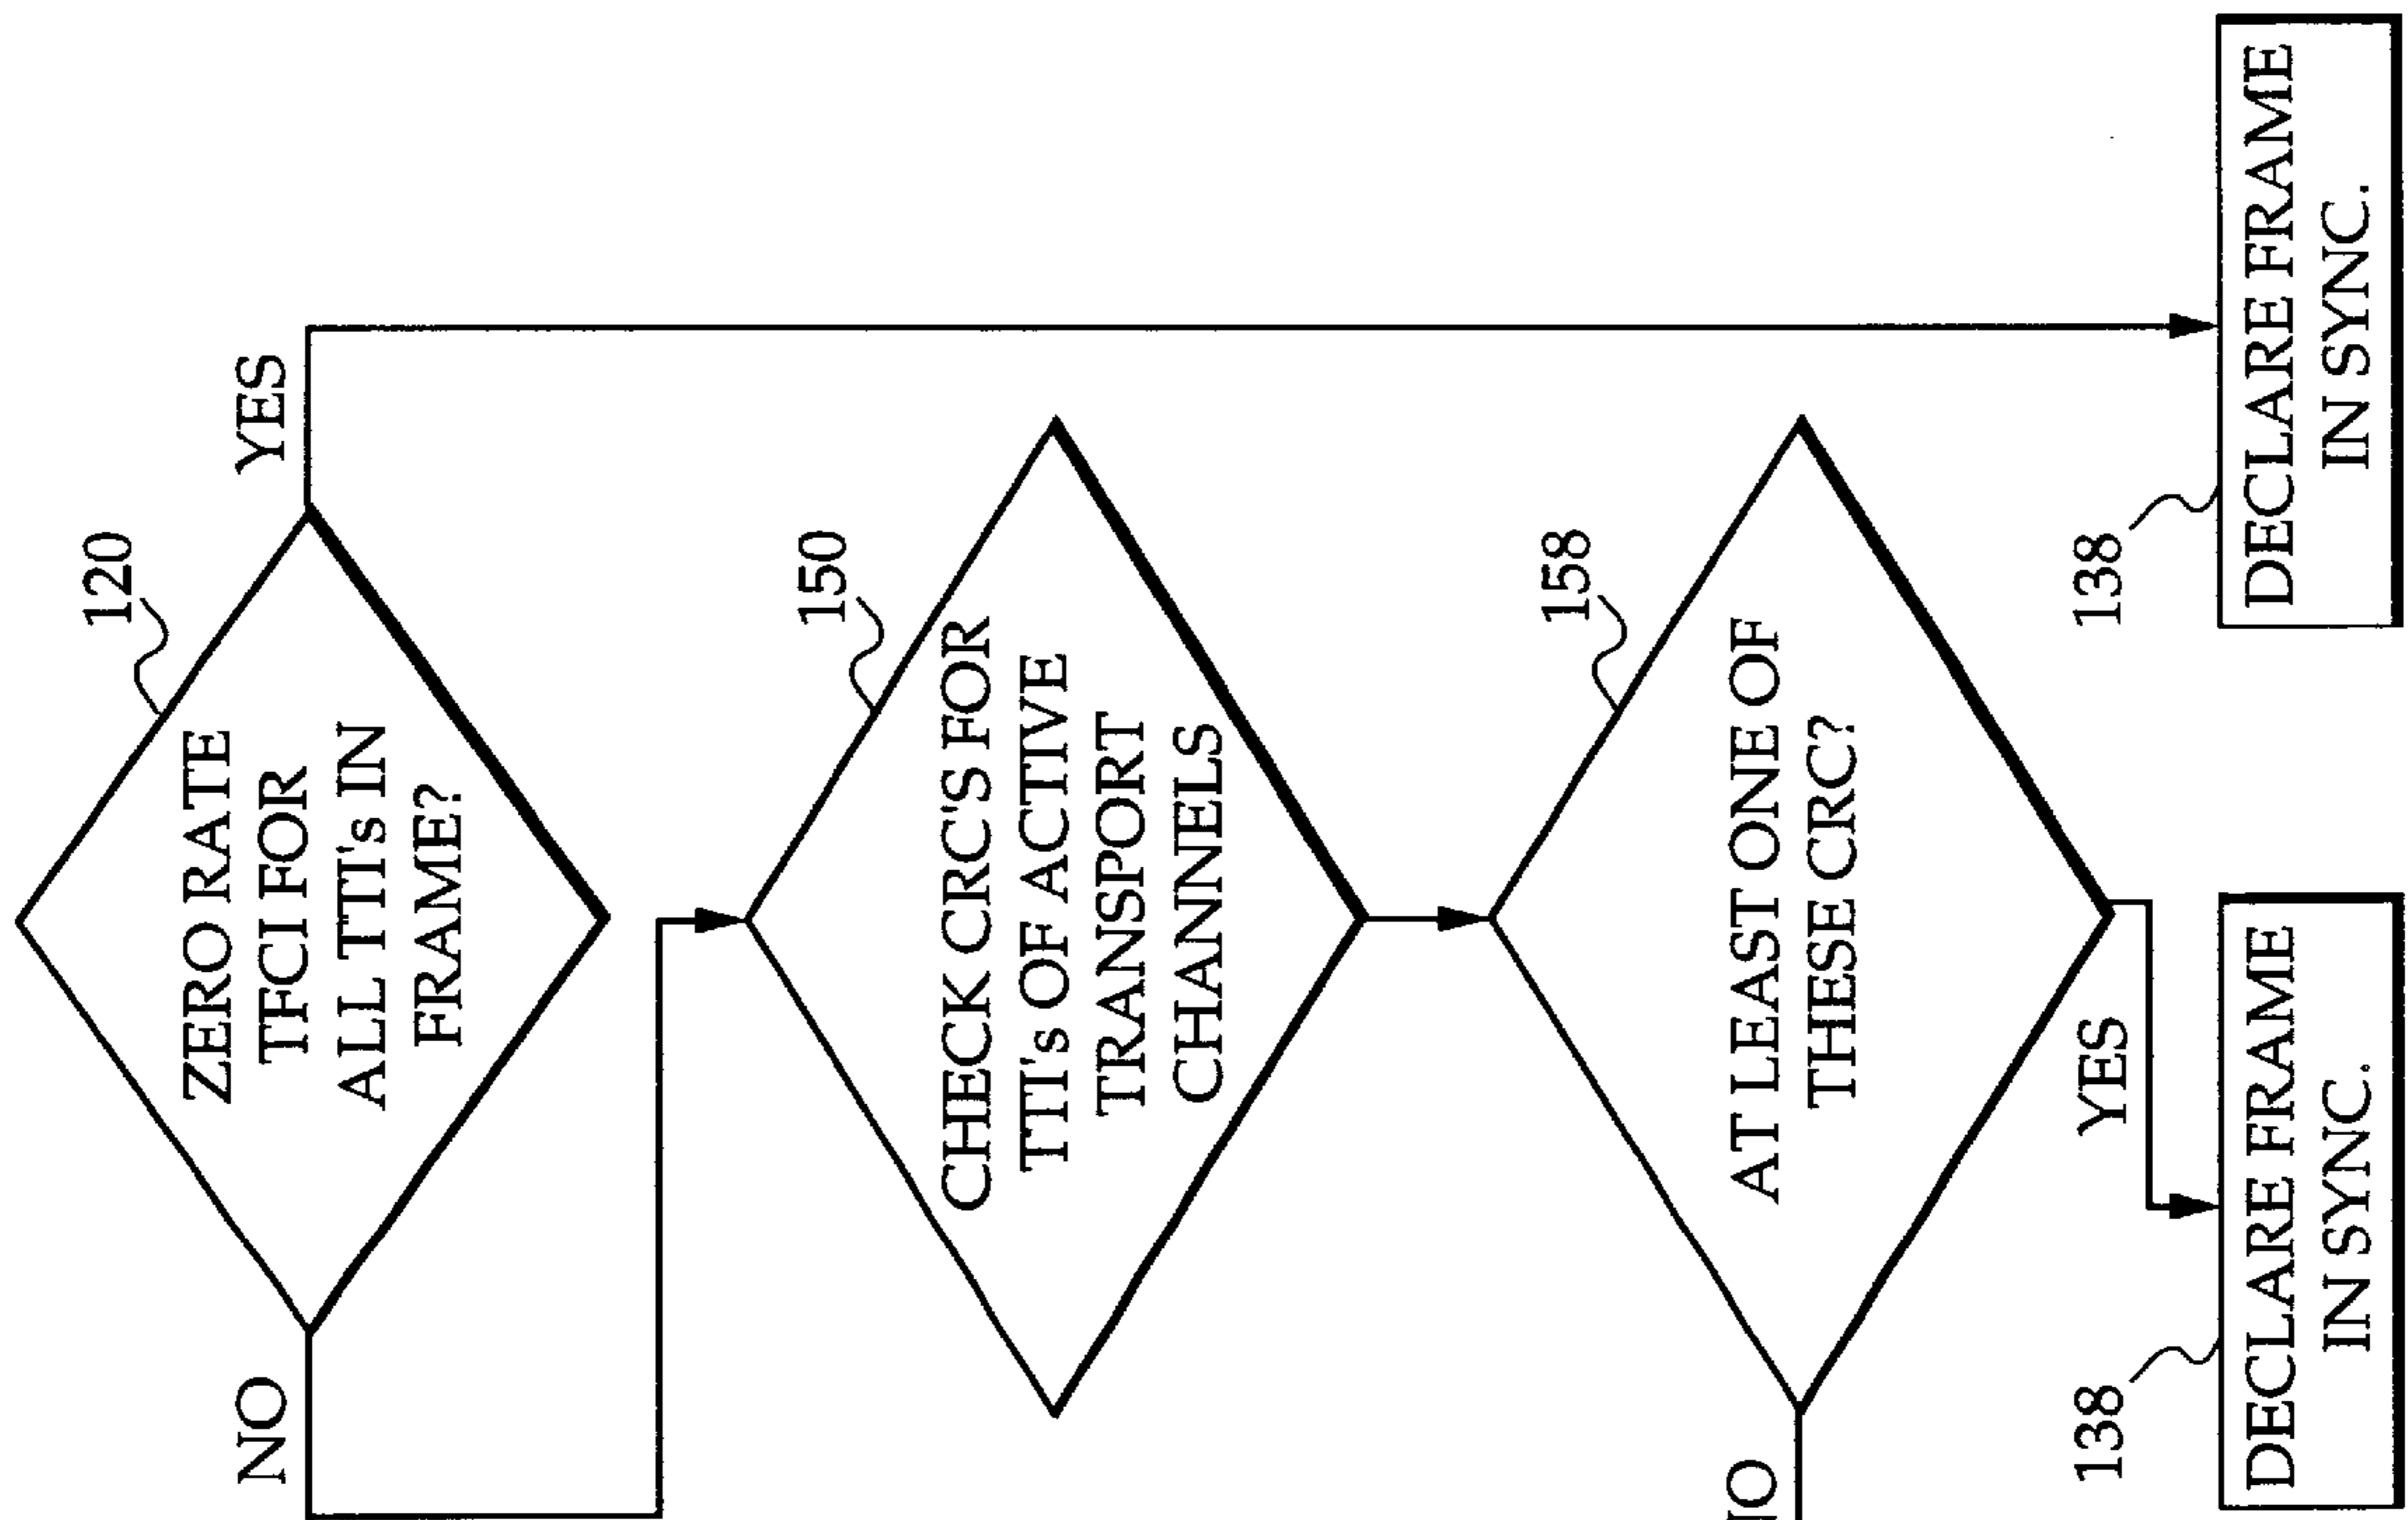 120
ZERO RATE
TFCI FOR
ALL TTI's IN
FRAME?
NO
YES
150
CHECK CRC'S FOR
TTI's OF ACTIVE
TRANSPORT
CHANNELS
158
AT LEAST ONE OF
THESE CRC?
NO
YES
138
DECLARE FRAME
IN SYNC.
138
DECLARE FRAME
IN SYNC.